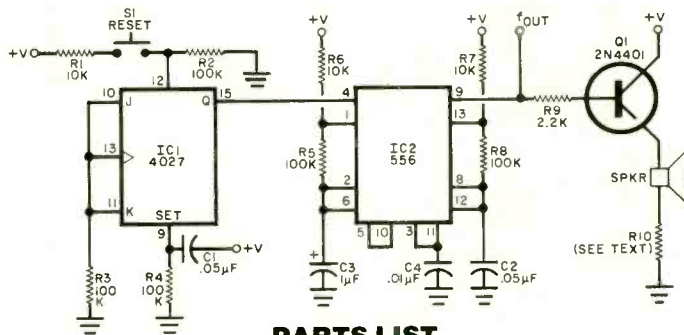 S1
RESET
+V
R1
10K
R2
100K
12
10
J
Q
15
13
IC1
4027
11
K
SET
9
C1
.05µF
+V
R3
100
K
R4
100
K
+V
R6
10K
4
1
R5
100K
2
6
IC2
556
5
10
3
11
C3
1µF
+
C4
.01µF
C2
.05µF
+V
R7
10K
9
13
R8
100K
8
12
fOUT
R9
2.2K
Q1
2N4401
+V
SPKR
R10
(SEE TEXT)
PARTS LIST